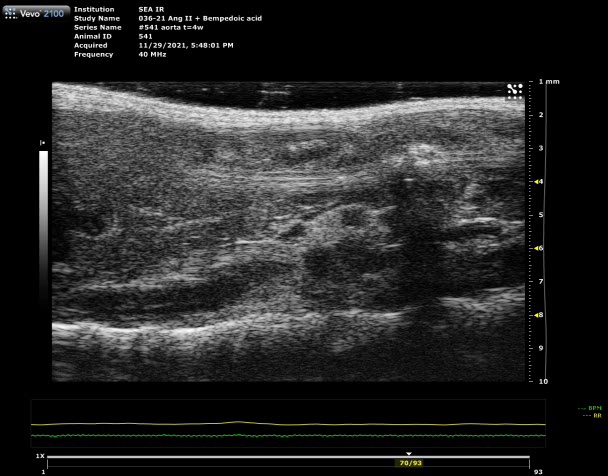 Vevo 2100
Institution SEA IR
Study Name 036-21 Ang II + Bempedoic acid
Series Name #541 aorta t=4w
Animal ID 541
Acquired 11/29/2021, 5:48:01 PM
Frequency 40 MHz
1 mm
2
3
4
5
6
7
8
9
10
BPM
RR
1X
70/93
1
93